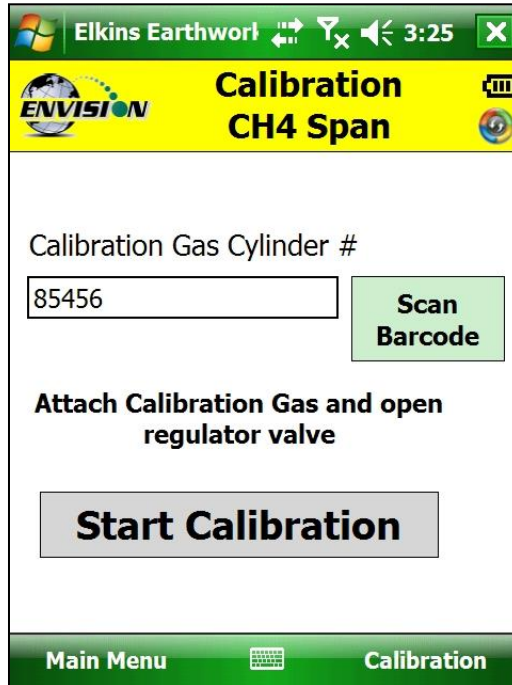 Elkins Earthworl 3:25
ENVISION
Calibration
CH4 Span
Calibration Gas Cylinder #
85456
Scan
Barcode
Attach Calibration Gas and open
regulator valve
Start Calibration
Main Menu Calibration